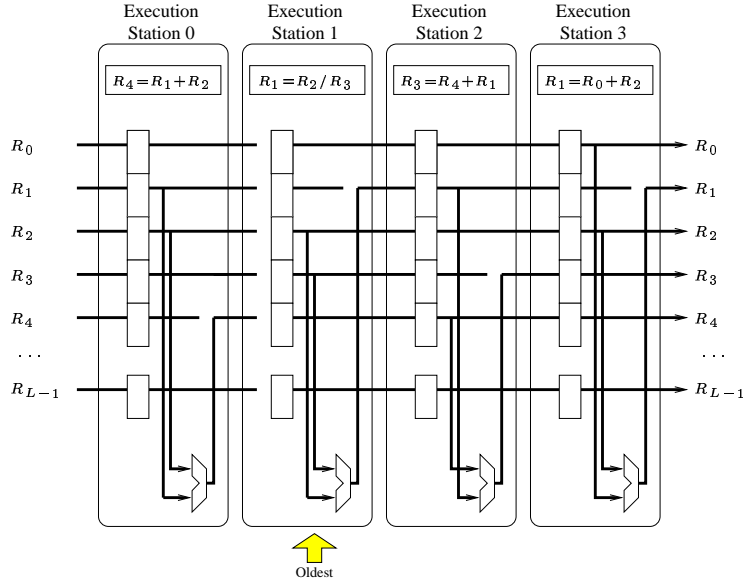 Execution Station 0
Execution Station 1
Execution Station 2
Execution Station 3
R4=R1+R2
R1=R2/R3
R3=R4+R1
R1=R0+R2
R0 R0
R1 R1
R2 R2
R3 R3
R4 R4
... ...
RL−1 RL−1
Oldest